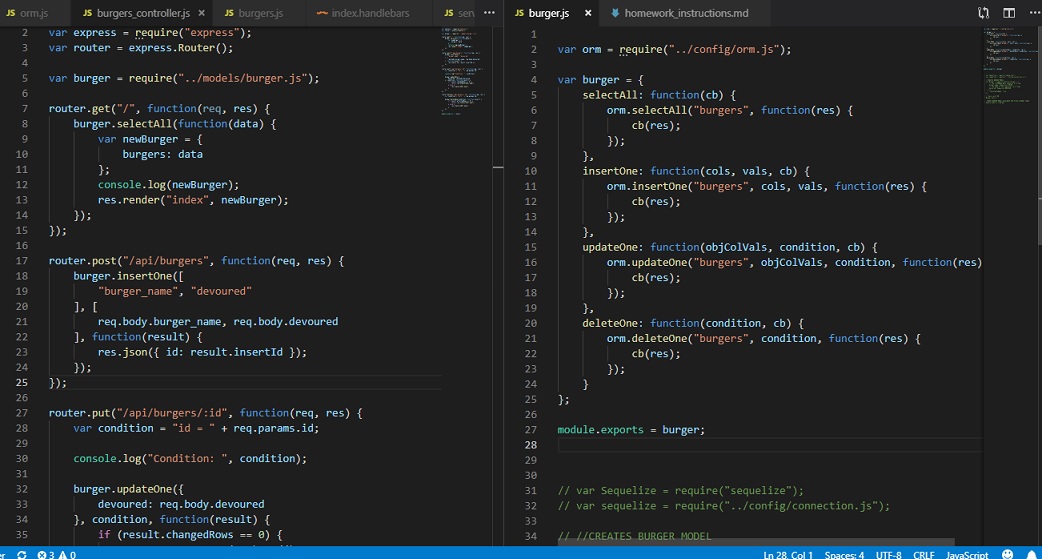 JS orm.js JS burgers_controller.js × JS burgers.js index.handlebars JS ser ···
2 var express = require("express");
3 var router = express.Router();
4
5 var burger = require("../models/burger.js");
6
7 router.get("/", function(req, res) {
8 burger.selectAll(function(data) {
9 var newBurger = {
10 burgers: data
11 };
12 console.log(newBurger);
13 res.render("index", newBurger);
14 });
15 });
16
17 router.post("/api/burgers", function(req, res) {
18 burger.insertOne([
19 "burger_name", "devoured"
20 ], [
21 req.body.burger_name, req.body.devoured
22 ], function(result) {
23 res.json({ id: result.insertId });
24 });
25 });
26
27 router.put("/api/burgers/:id", function(req, res) {
28 var condition = "id = " + req.params.id;
29
30 console.log("Condition: ", condition);
31
32 burger.updateOne({
33 devoured: req.body.devoured
34 }, condition, function(result) {
35 if (result.changedRows == 0) {
JS burger.js × homework_instructions.md ···
1
2 var orm = require("../config/orm.js");
3
4 var burger = {
5 selectAll: function(cb) {
6 orm.selectAll("burgers", function(res) {
7 cb(res);
8 });
9 },
10 insertOne: function(cols, vals, cb) {
11 orm.insertOne("burgers", cols, vals, function(res) {
12 cb(res);
13 });
14 },
15 updateOne: function(objColVals, condition, cb) {
16 orm.updateOne("burgers", objColVals, condition, function(res)
17 cb(res);
18 });
19 },
20 deleteOne: function(condition, cb) {
21 orm.deleteOne("burgers", condition, function(res) {
22 cb(res);
23 });
24 }
25 };
26
27 module.exports = burger;
28
29
30
31 // var Sequelize = require("sequelize");
32 // var sequelize = require("../config/connection.js");
33
34 // //CREATES BURGER MODEL
er 3 0 Ln 28, Col 1 Spaces: 4 UTF-8 CRLF JavaScript